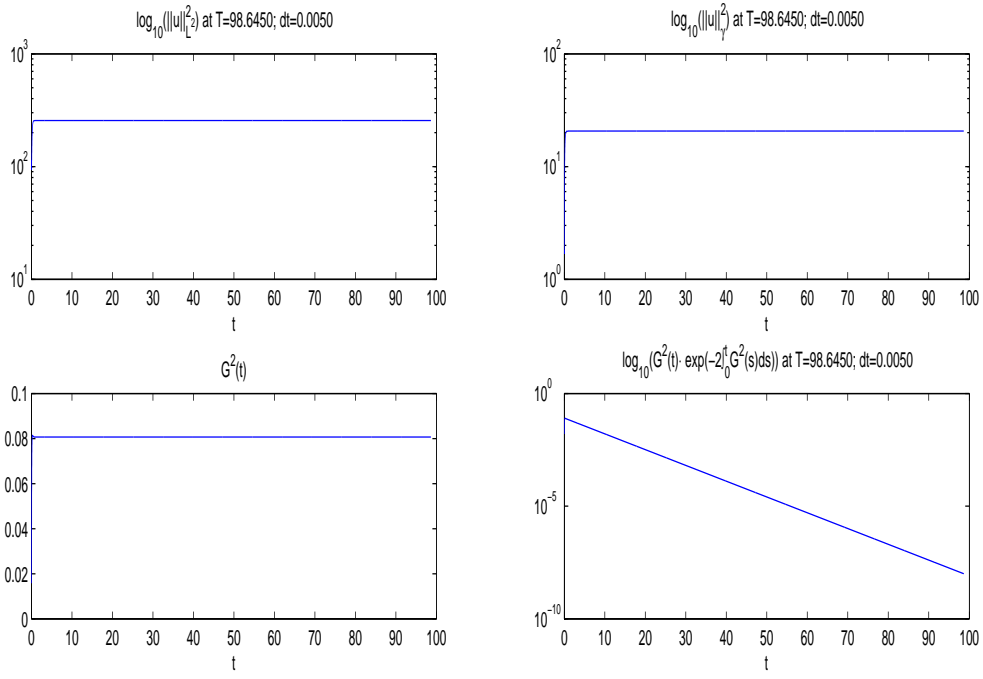 log₁₀(||u||²_L²) at T=98.6450; dt=0.0050
10³
10²
10¹
0 10 20 30 40 50 60 70 80 90 100
t
log₁₀(||u||²_γ) at T=98.6450; dt=0.0050
10²
10¹
10⁰
0 10 20 30 40 50 60 70 80 90 100
t
G²(t)
0.1
0.08
0.06
0.04
0.02
0
0 10 20 30 40 50 60 70 80 90 100
t
log₁₀(G²(t)· exp(−2∫₀ᵗG²(s)ds)) at T=98.6450; dt=0.0050
10⁰
10⁻⁵
10⁻¹⁰
0 10 20 30 40 50 60 70 80 90 100
t